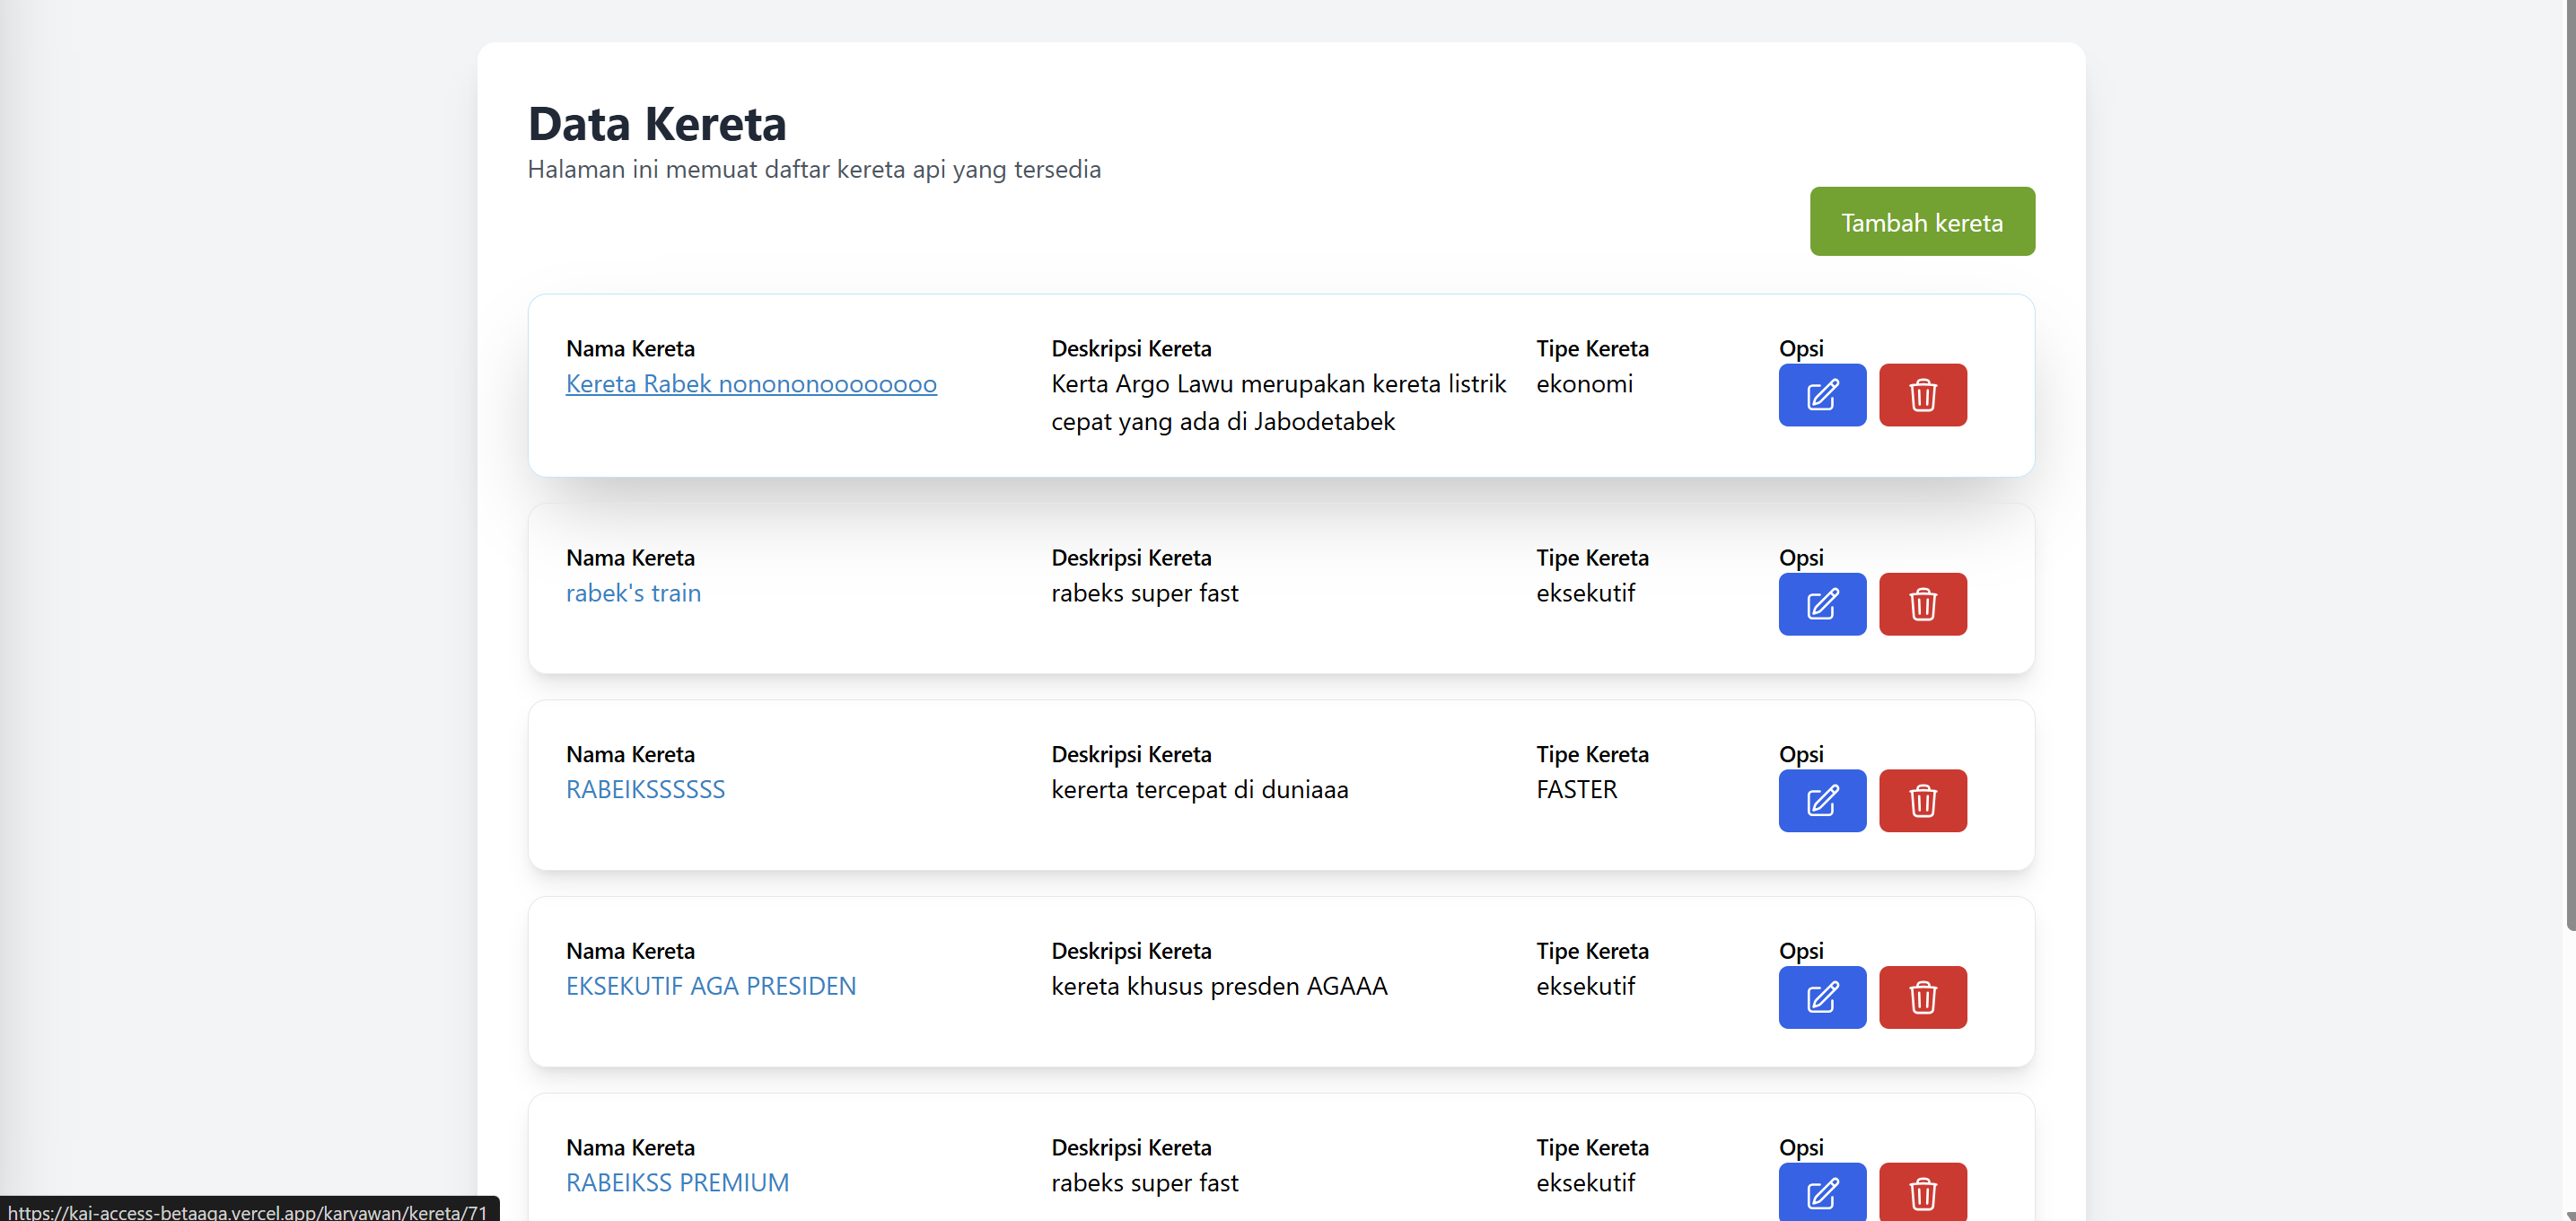 Data Kereta
Halaman ini memuat daftar kereta api yang tersedia
Tambah kereta
Nama Kereta
Kereta Rabek nonononoooooooo
Deskripsi Kereta
Kerta Argo Lawu merupakan kereta listrik
cepat yang ada di Jabodetabek
Tipe Kereta
ekonomi
Opsi
Nama Kereta
rabek's train
Deskripsi Kereta
rabeks super fast
Tipe Kereta
eksekutif
Opsi
Nama Kereta
RABEIKSSSSSS
Deskripsi Kereta
kererta tercepat di duniaaa
Tipe Kereta
FASTER
Opsi
Nama Kereta
EKSEKUTIF AGA PRESIDEN
Deskripsi Kereta
kereta khusus presden AGAAA
Tipe Kereta
eksekutif
Opsi
Nama Kereta
RABEIKSS PREMIUM
Deskripsi Kereta
rabeks super fast
Tipe Kereta
eksekutif
Opsi
https://kai-access-betaaga.vercel.app/karyawan/kereta/71